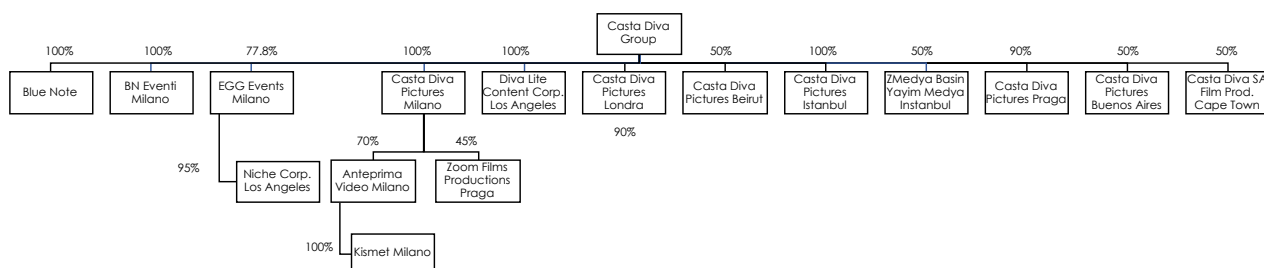 Casta Diva
Group
100%
100%
77.8%
100%
100%
50%
100%
50%
90%
50%
50%
Blue Note
BN Eventi
Milano
EGG Events
Milano
Casta Diva
Pictures
Milano
Diva Lite
Content Corp.
Los Angeles
Casta Diva
Pictures
Londra
Casta Diva
Pictures Beirut
Casta Diva
Pictures
Istanbul
ZMedya Basin
Yayim Medya
Instanbul
Casta Diva
Pictures Praga
Casta Diva
Pictures
Buenos Aires
Casta Diva SA
Film Prod.
Cape Town
90%
70%
45%
95%
Niche Corp.
Los Angeles
Anteprima
Video Milano
Zoom Films
Productions
Praga
100%
Kismet Milano